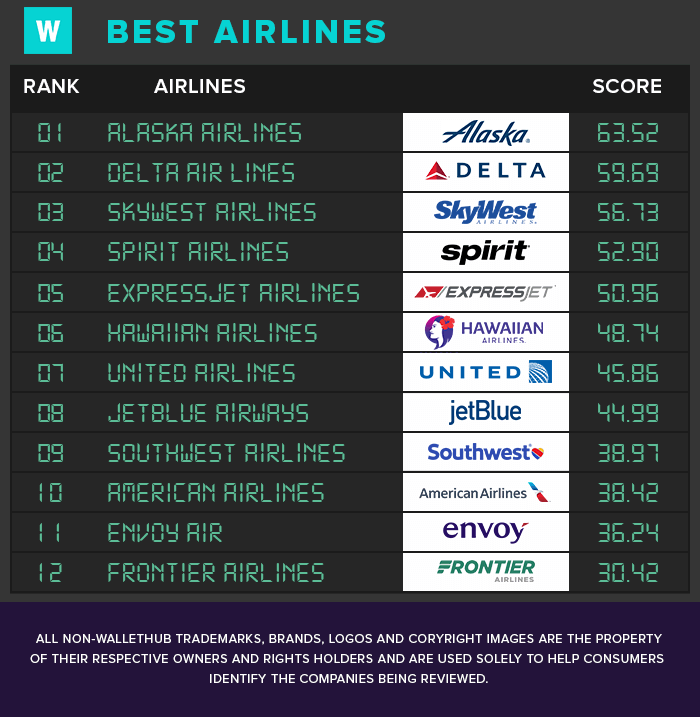 W BEST AIRLINES
RANK AIRLINES SCORE
01 ALASKA AIRLINES Alaska® 63.52
02 DELTA AIR LINES DELTA 59.69
03 SKYWEST AIRLINES SkyWest AIRLINES® 56.73
04 SPIRIT AIRLINES spirit 52.90
05 EXPRESSJET AIRLINES EXPRESSJET 50.96
06 HAWAIIAN AIRLINES HAWAIIAN AIRLINES. 48.74
07 UNITED AIRLINES UNITED 45.86
08 JETBLUE AIRWAYS jetBlue 44.99
09 SOUTHWEST AIRLINES Southwest 38.97
10 AMERICAN AIRLINES American Airlines 38.42
11 ENVOY AIR envoy 36.24
12 FRONTIER AIRLINES FRONTIER AIRLINES 30.42
ALL NON-WALLETHUB TRADEMARKS, BRANDS, LOGOS AND CORYRIGHT IMAGES ARE THE PROPERTY
OF THEIR RESPECTIVE OWNERS AND RIGHTS HOLDERS AND ARE USED SOLELY TO HELP CONSUMERS
IDENTIFY THE COMPANIES BEING REVIEWED.